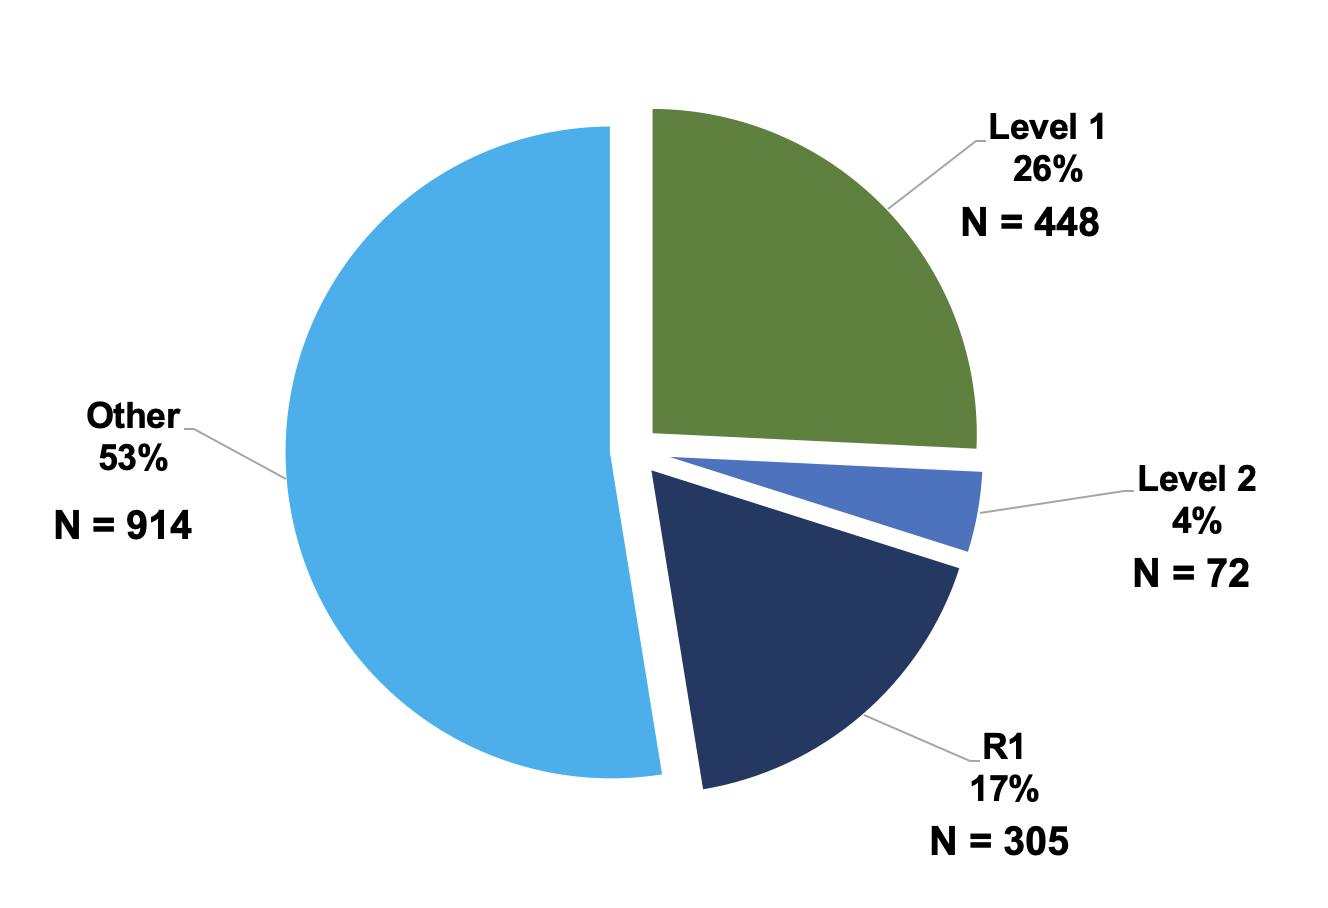 Level 1
26%
N = 448
Other
53%
N = 914
Level 2
4%
N = 72
R1
17%
N = 305